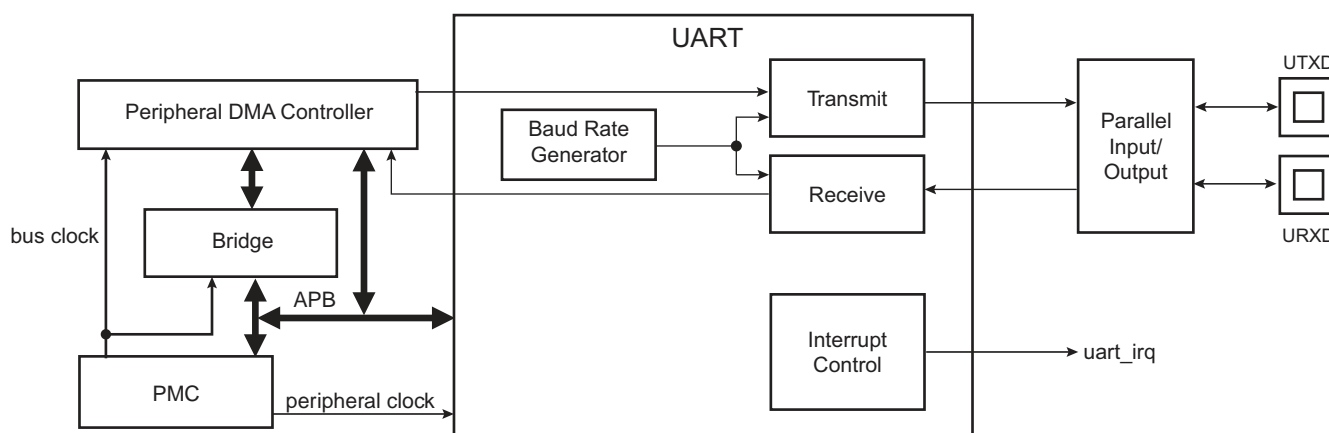 UART
UTXD
Peripheral DMA Controller
Transmit
Baud Rate
Generator
Parallel
Input/
Output
Receive
bus clock
Bridge
URXD
APB
Interrupt
Control
uart_irq
PMC
peripheral clock